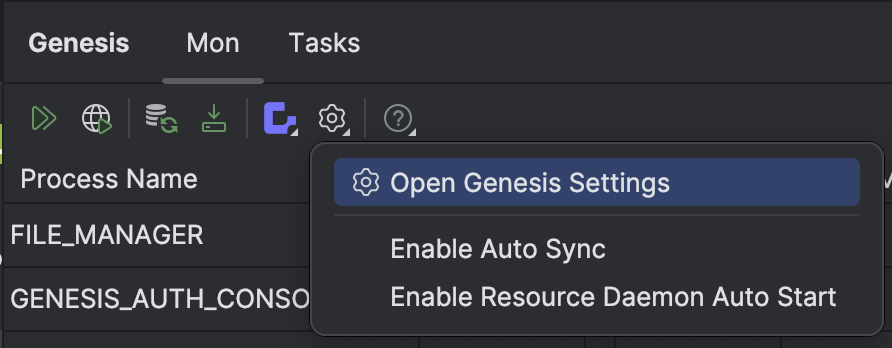 Genesis Mon Tasks
Process Name
Open Genesis Settings
FILE_MANAGER
Enable Auto Sync
GENESIS_AUTH_CONSO
Enable Resource Daemon Auto Start